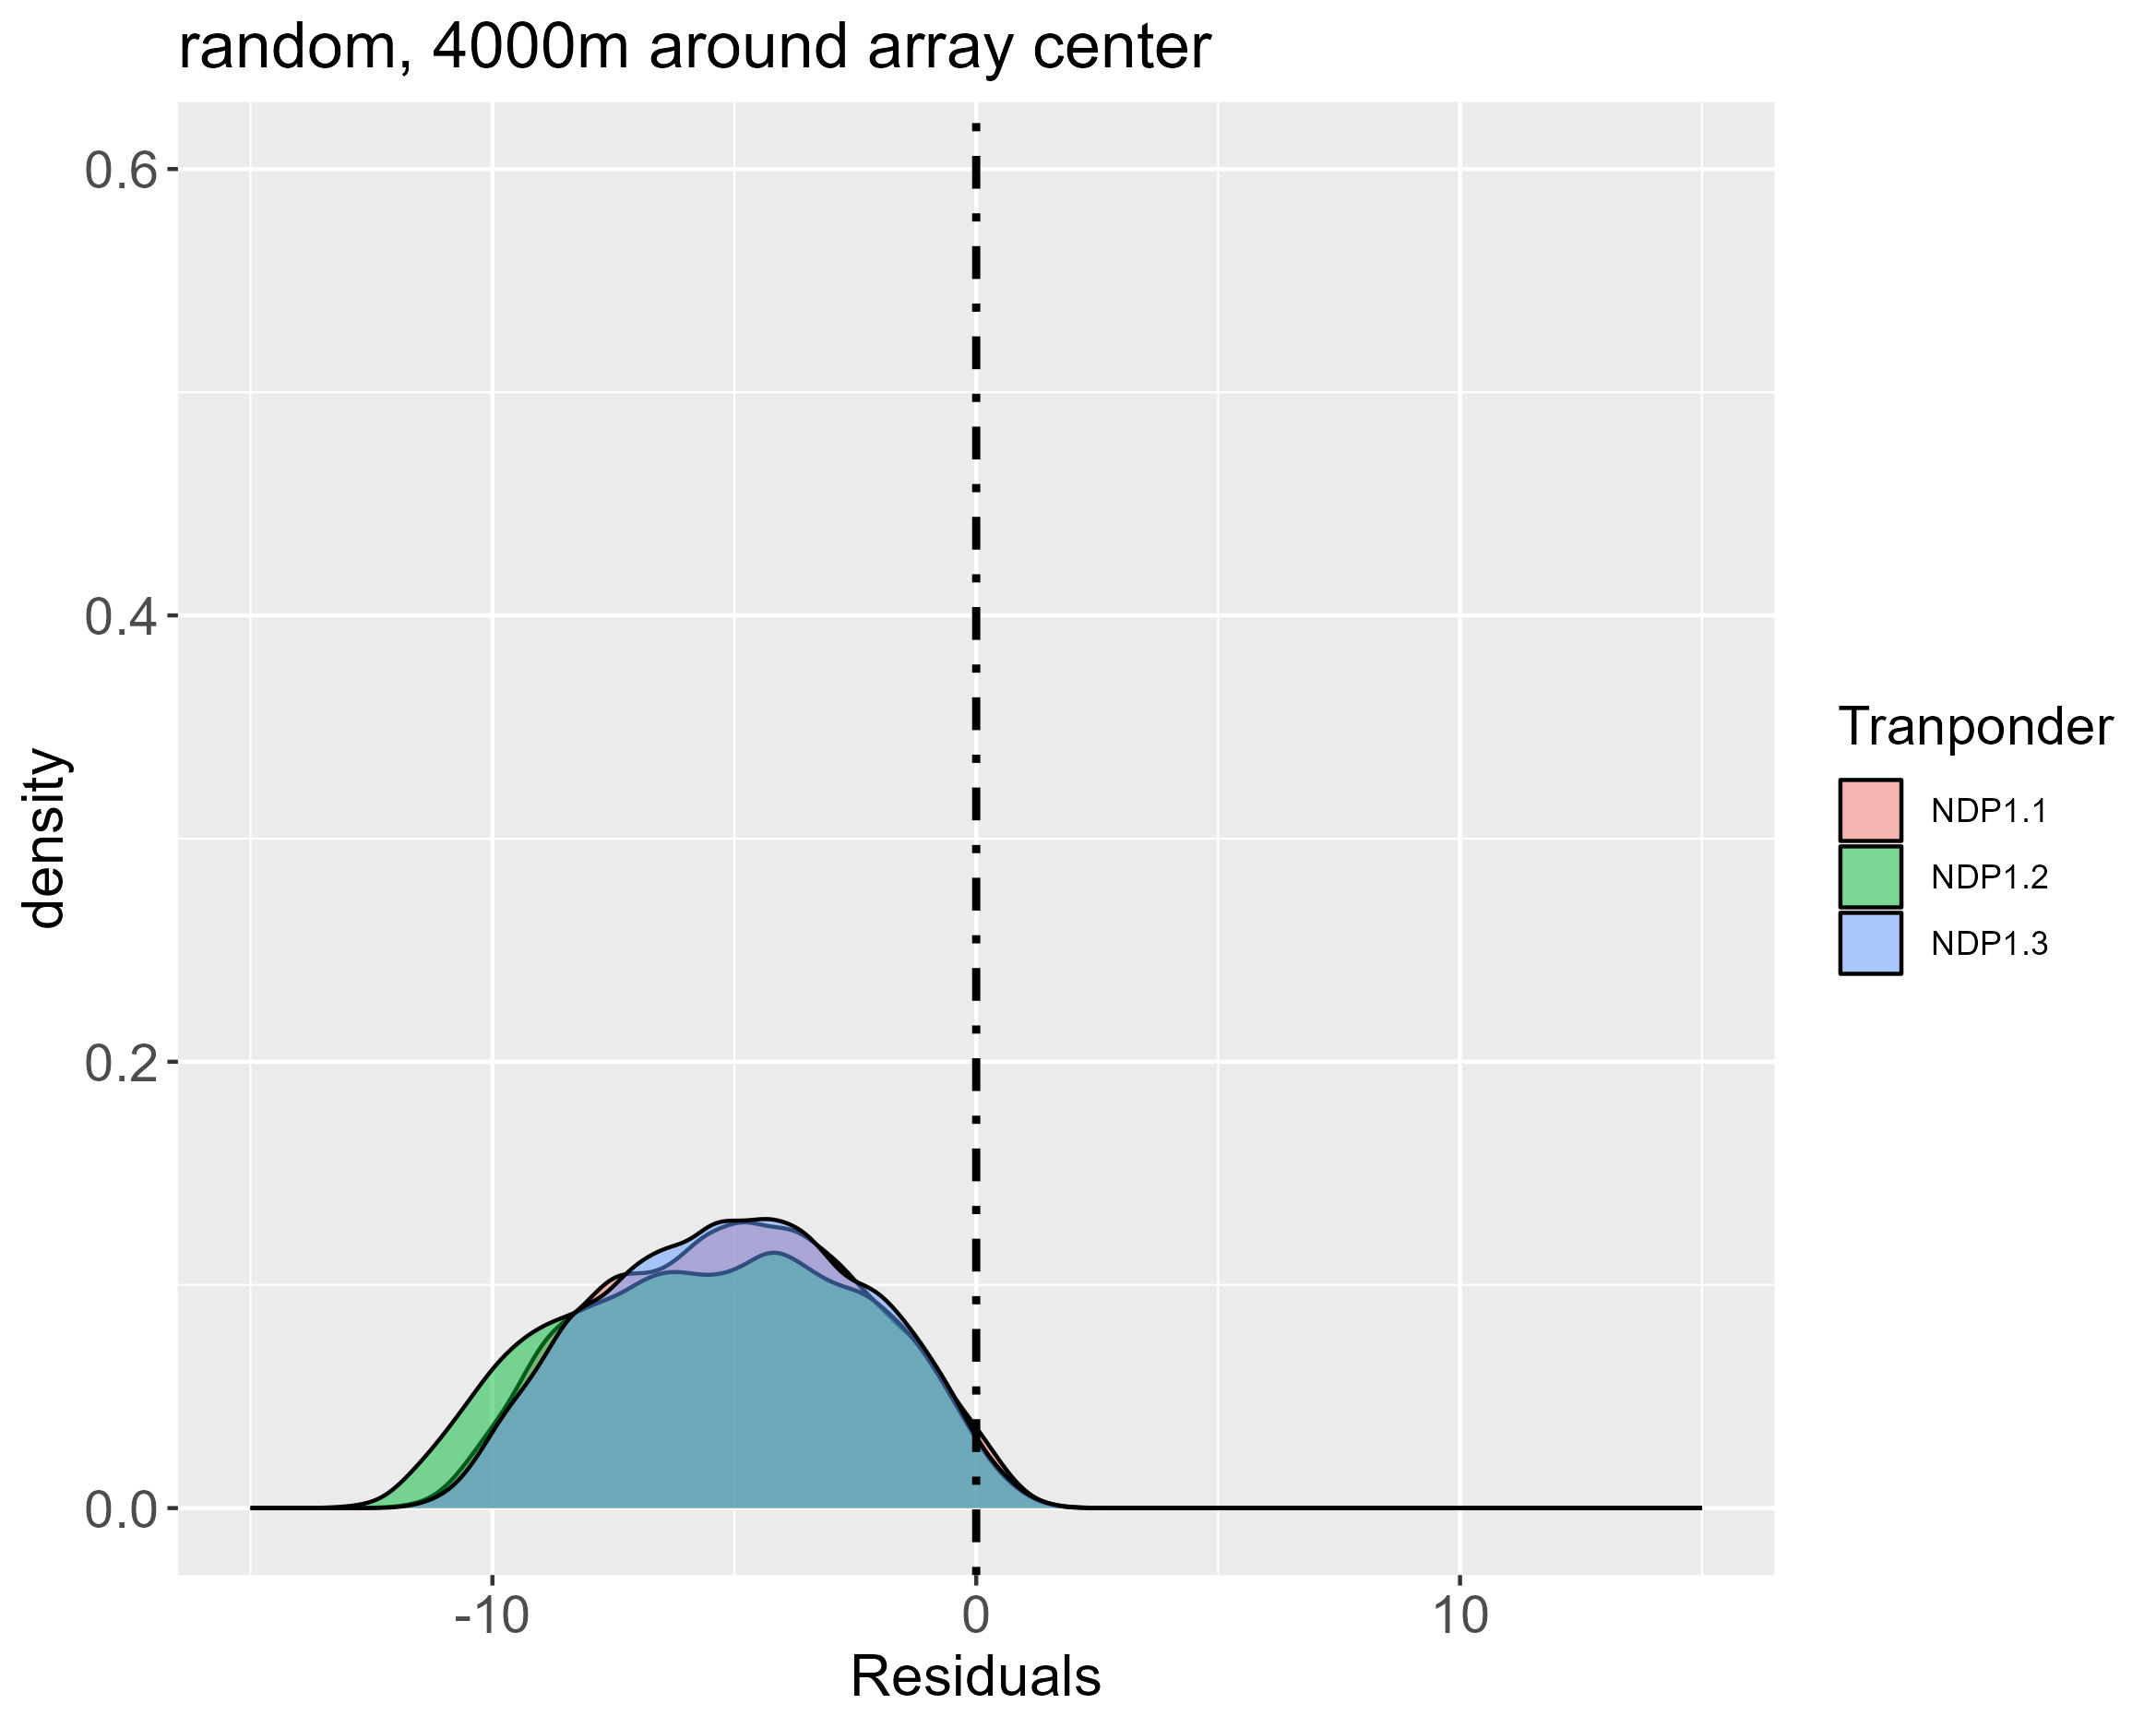 random, 4000m around array center
0.6
0.4
0.2
0.0
density
-10
0
10
Residuals
Tranponder
NDP1.1
NDP1.2
NDP1.3